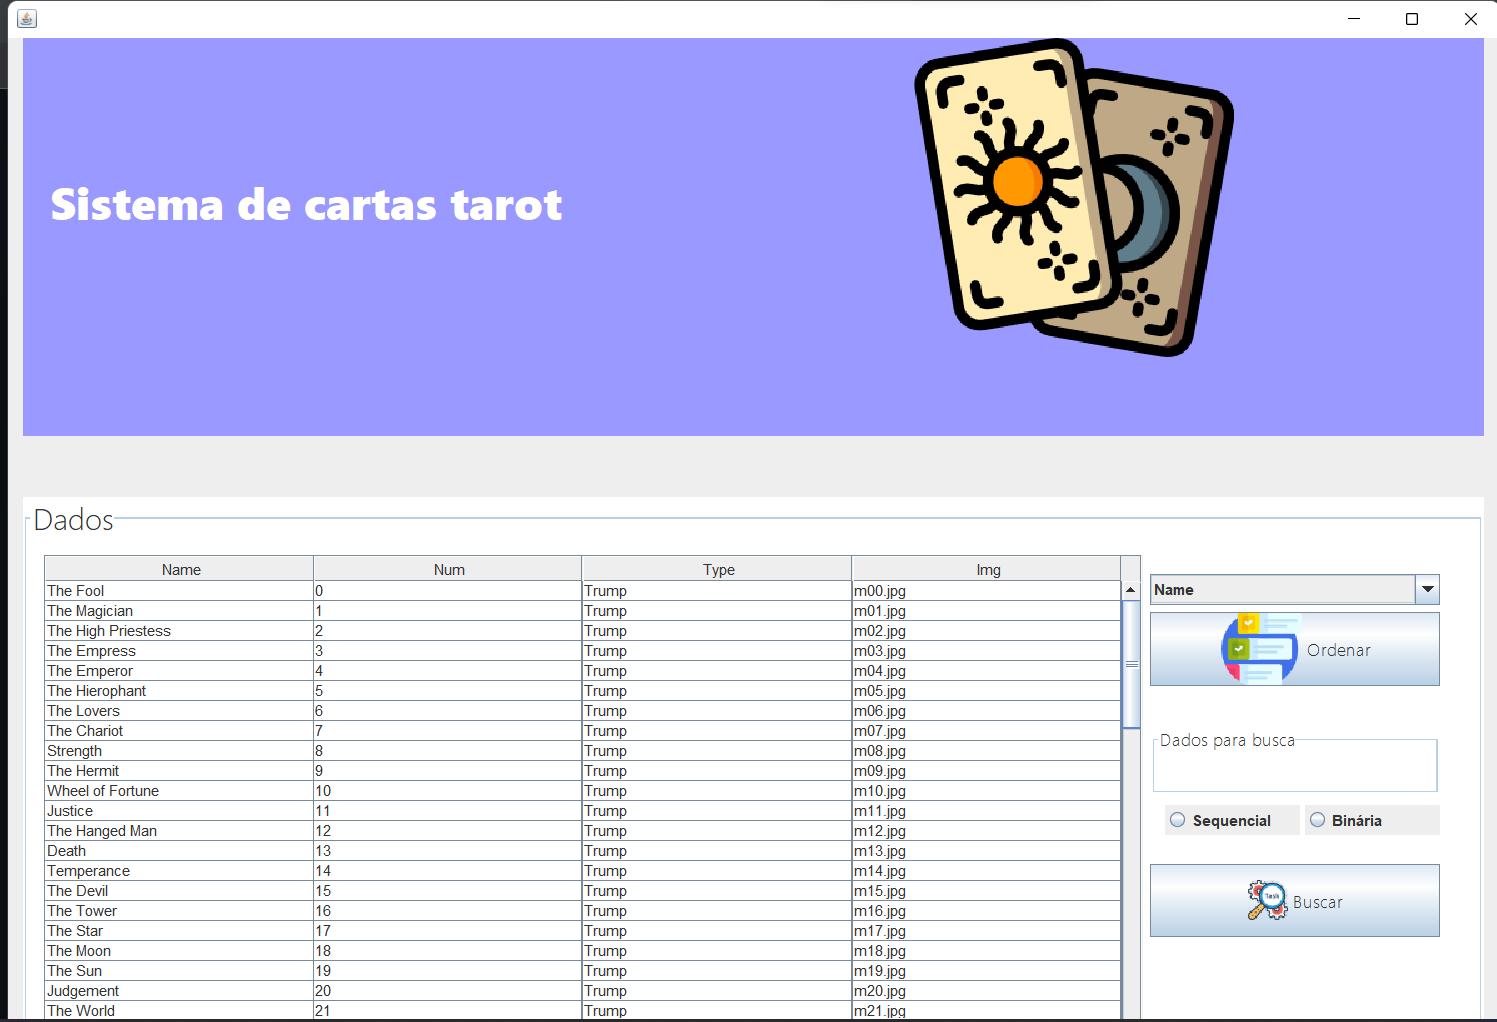 Sistema de cartas tarot
Dados
Name Num Type Img
The Fool 0 Trump m00.jpg
The Magician 1 Trump m01.jpg
The High Priestess 2 Trump m02.jpg
The Empress 3 Trump m03.jpg
The Emperor 4 Trump m04.jpg
The Hierophant 5 Trump m05.jpg
The Lovers 6 Trump m06.jpg
The Chariot 7 Trump m07.jpg
Strength 8 Trump m08.jpg
The Hermit 9 Trump m09.jpg
Wheel of Fortune 10 Trump m10.jpg
Justice 11 Trump m11.jpg
The Hanged Man 12 Trump m12.jpg
Death 13 Trump m13.jpg
Temperance 14 Trump m14.jpg
The Devil 15 Trump m15.jpg
The Tower 16 Trump m16.jpg
The Star 17 Trump m17.jpg
The Moon 18 Trump m18.jpg
The Sun 19 Trump m19.jpg
Judgement 20 Trump m20.jpg
The World 21 Trump m21.jpg
Name
Ordenar
Dados para busca
Sequencial Binária
Buscar